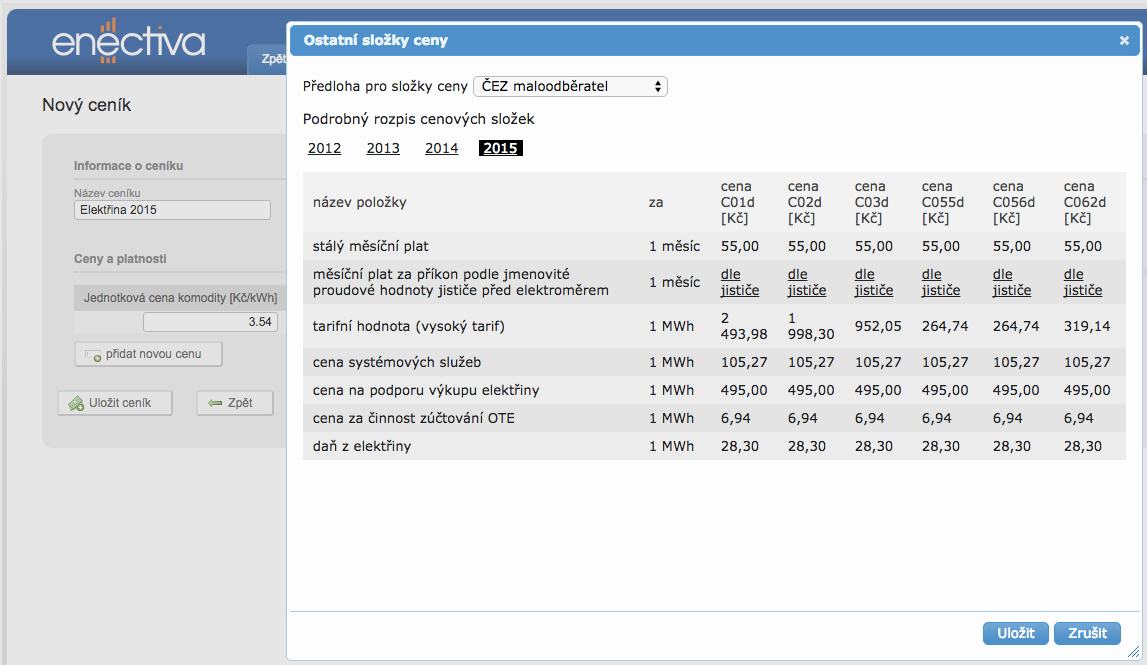 enectiva
Zpět
Nový ceník
Informace o ceníku
Název ceníku
Elektřina 2015
Ceny a platnosti
Jednotková cena komodity [Kč/kWh]
3.54
přidat novou cenu
Uložit ceník
Zpět
Ostatní složky ceny
Předloha pro složky ceny ČEZ maloodběratel
Podrobný rozpis cenových složek
2012 2013 2014 2015
název položky za cena C01d [Kč] cena C02d [Kč] cena C03d [Kč] cena C055d [Kč] cena C056d [Kč] cena C062d [Kč]
stálý měsíční plat 1 měsíc 55,00 55,00 55,00 55,00 55,00 55,00
měsíční plat za příkon podle jmenovité proudové hodnoty jističe před elektroměrem 1 měsíc dle jističe dle jističe dle jističe dle jističe dle jističe dle jističe
tarifní hodnota (vysoký tarif) 1 MWh 2 493,98 1 998,30 952,05 264,74 264,74 319,14
cena systémových služeb 1 MWh 105,27 105,27 105,27 105,27 105,27 105,27
cena na podporu výkupu elektřiny 1 MWh 495,00 495,00 495,00 495,00 495,00 495,00
cena za činnost zúčtování OTE 1 MWh 6,94 6,94 6,94 6,94 6,94 6,94
daň z elektřiny 1 MWh 28,30 28,30 28,30 28,30 28,30 28,30
Uložit Zrušit